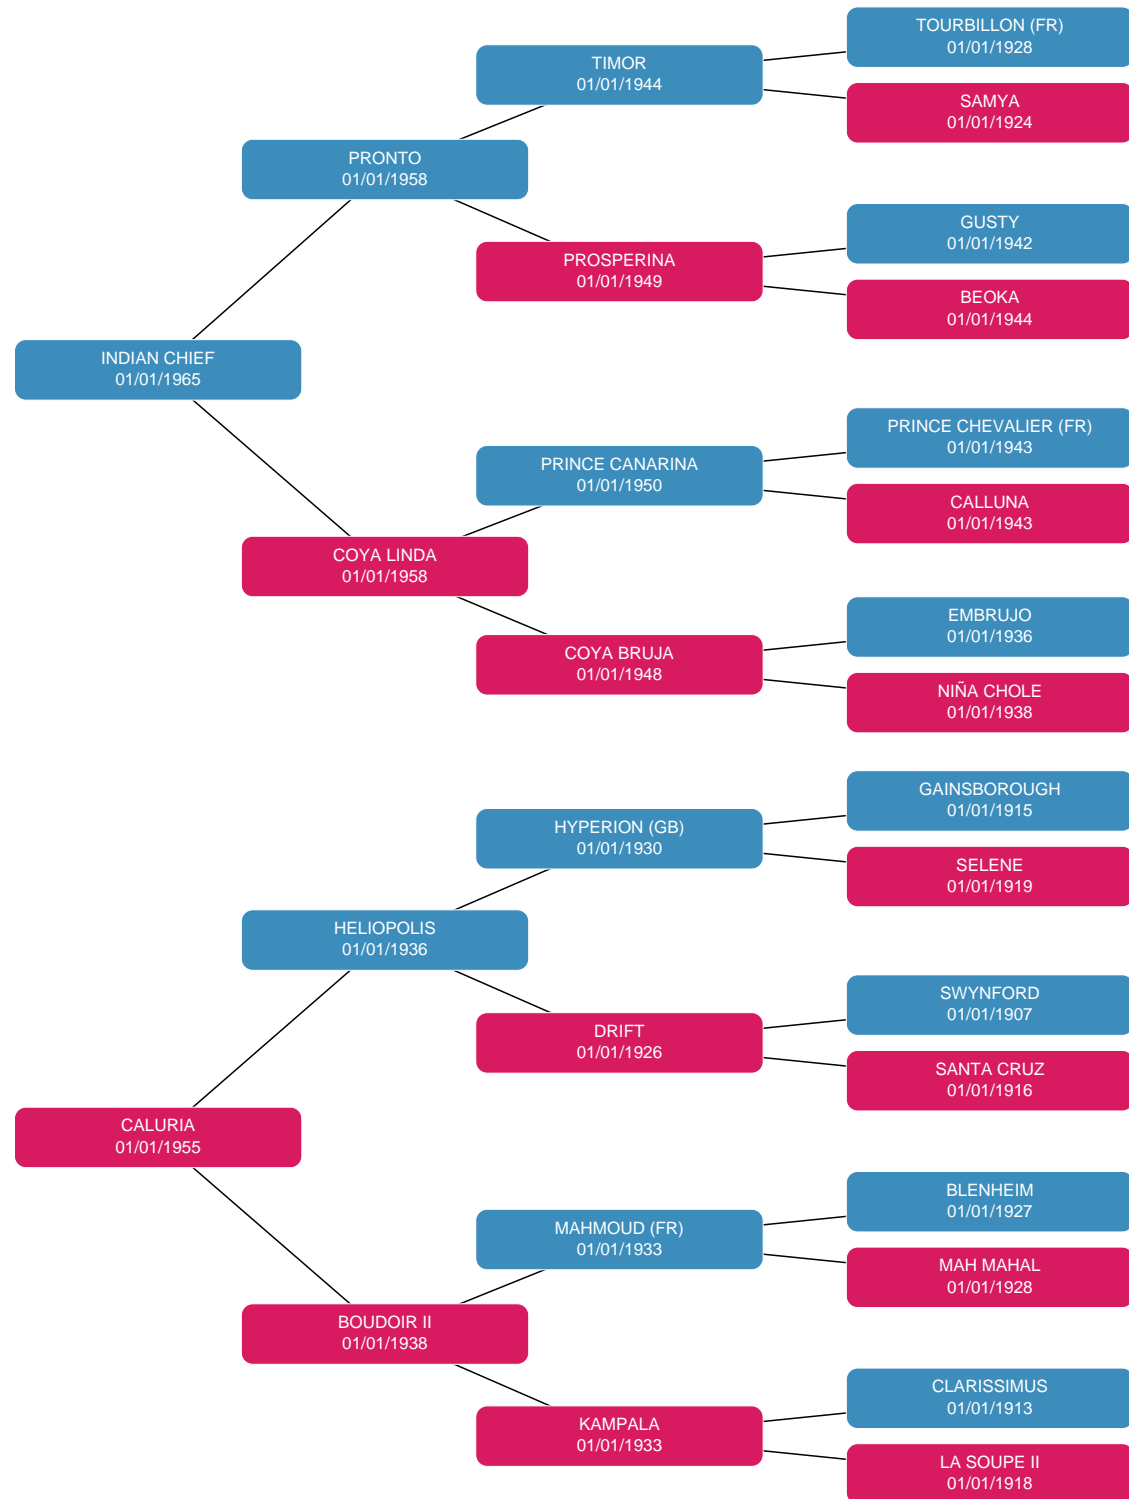 TOURBILLON (FR)
01/01/1928
TIMOR
01/01/1944
SAMYA
01/01/1924
PRONTO
01/01/1958
GUSTY
01/01/1942
PROSPERINA
01/01/1949
BEOKA
01/01/1944
INDIAN CHIEF
01/01/1965
PRINCE CHEVALIER (FR)
01/01/1943
PRINCE CANARINA
01/01/1950
CALLUNA
01/01/1943
COYA LINDA
01/01/1958
EMBRUJO
01/01/1936
COYA BRUJA
01/01/1948
NIÑA CHOLE
01/01/1938
GAINSBOROUGH
01/01/1915
HYPERION (GB)
01/01/1930
SELENE
01/01/1919
HELIOPOLIS
01/01/1936
SWYNFORD
01/01/1907
DRIFT
01/01/1926
SANTA CRUZ
01/01/1916
CALURIA
01/01/1955
BLENHEIM
01/01/1927
MAHMOUD (FR)
01/01/1933
MAH MAHAL
01/01/1928
BOUDOIR II
01/01/1938
CLARISSIMUS
01/01/1913
KAMPALA
01/01/1933
LA SOUPE II
01/01/1918